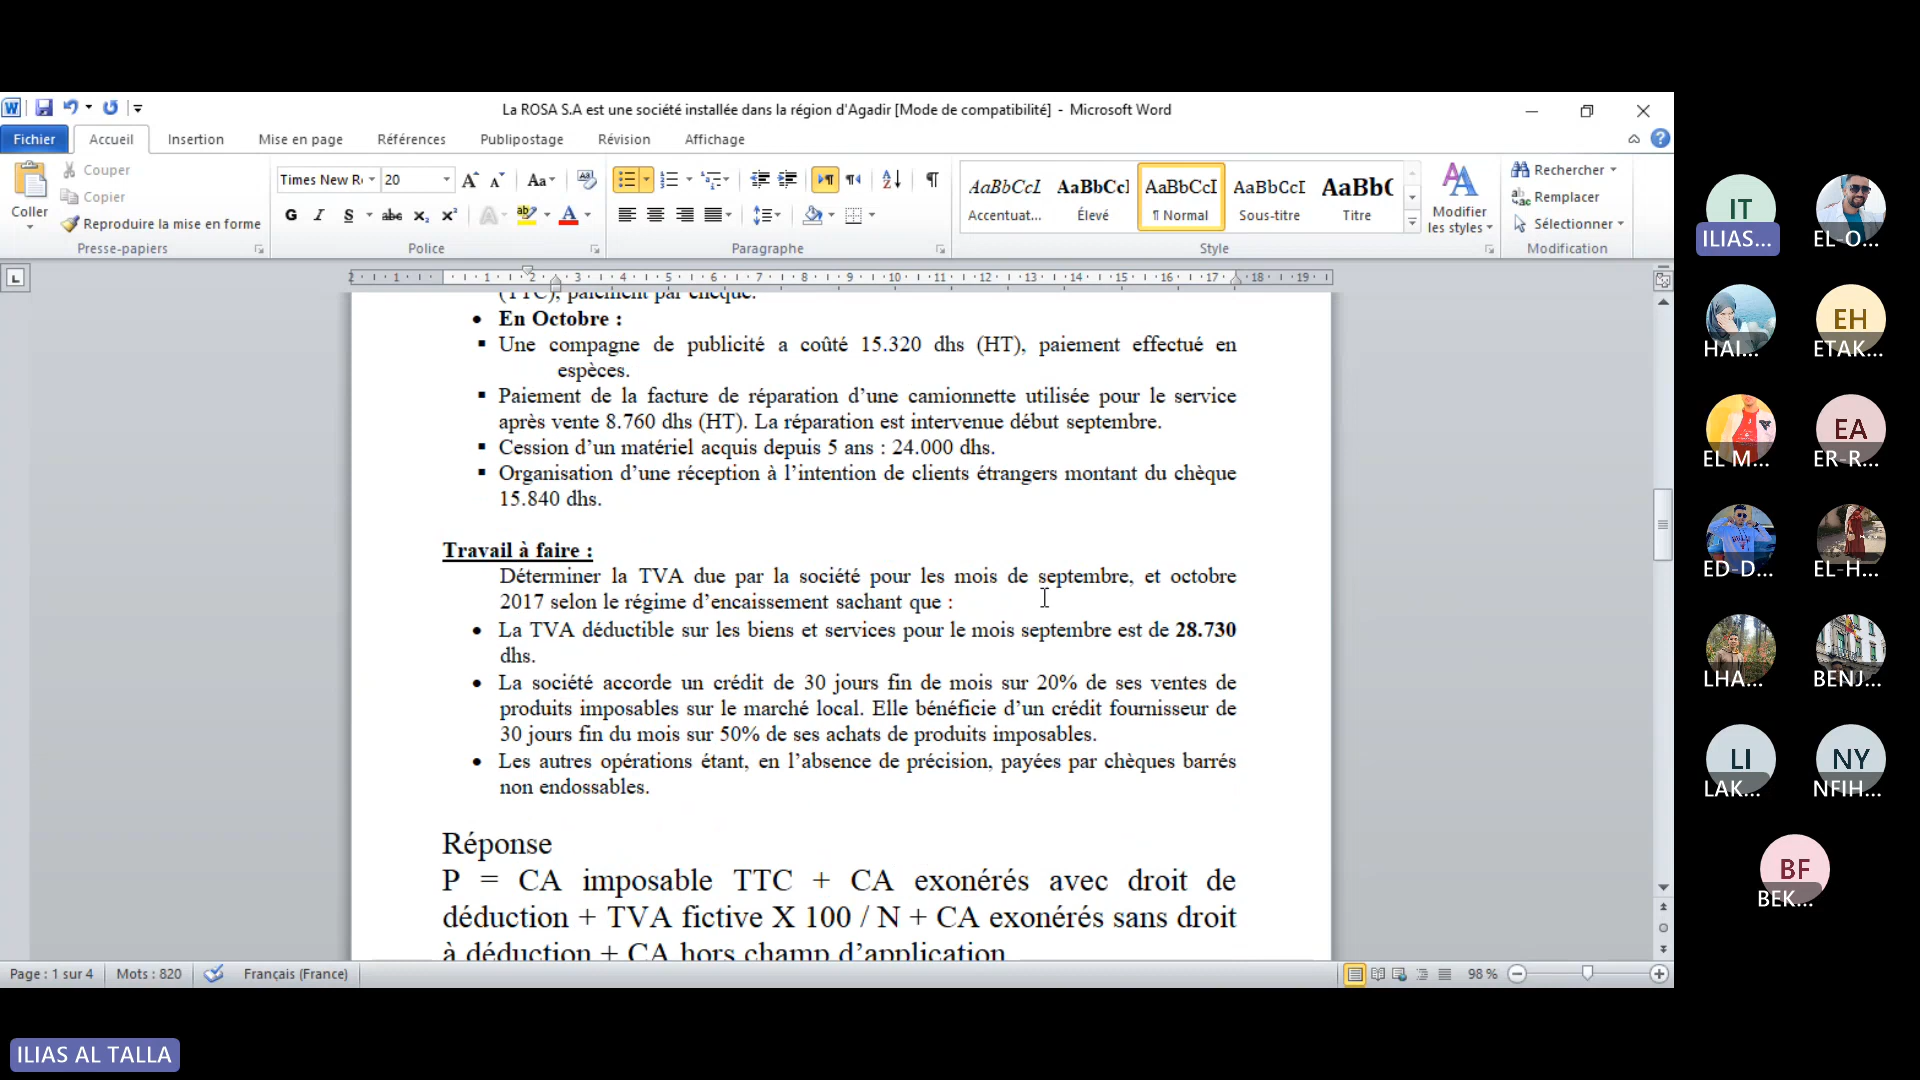 La ROSA S.A est une société installée dans la région d'Agadir [Mode de compatibilité] - Microsoft Word
Fichier Accueil Insertion Mise en page Références Publipostage Révision Affichage
Coller
Couper
Copier
Reproduire la mise en forme
Presse-papiers
Times New R 20
Police
Paragraphe
AaBbCcI Accentuat...
AaBbCcI Élevé
AaBbCcI ¶ Normal
AaBbCcI Sous-titre
AaBb( Titre
Modifier les styles
Style
Rechercher
Remplacer
Sélectionner
Modification
(TTC), paiement par chèque.
• En Octobre :
▪ Une compagne de publicité a coûté 15.320 dhs (HT), paiement effectué en
espèces.
▪ Paiement de la facture de réparation d’une camionnette utilisée pour le service
après vente 8.760 dhs (HT). La réparation est intervenue début septembre.
▪ Cession d’un matériel acquis depuis 5 ans : 24.000 dhs.
▪ Organisation d’une réception à l’intention de clients étrangers montant du chèque
15.840 dhs.
Travail à faire :
Déterminer la TVA due par la société pour les mois de septembre, et octobre
2017 selon le régime d’encaissement sachant que :
• La TVA déductible sur les biens et services pour le mois septembre est de 28.730
dhs.
• La société accorde un crédit de 30 jours fin de mois sur 20% de ses ventes de
produits imposables sur le marché local. Elle bénéficie d’un crédit fournisseur de
30 jours fin du mois sur 50% de ses achats de produits imposables.
• Les autres opérations étant, en l’absence de précision, payées par chèques barrés
non endossables.
Réponse
P = CA imposable TTC + CA exonérés avec droit de
déduction + TVA fictive X 100 / N + CA exonérés sans droit
à déduction + CA hors champ d’application
Page : 1 sur 4 Mots : 820 Français (France) 98 %
IT ILIAS...
EL-O...
HAI...
EH ETAK...
EL M...
EA ER-R...
ED-D...
EL-H...
LHA...
BENJ...
LI LAK...
NY NFIH...
BF BEK...
ILIAS AL TALLA